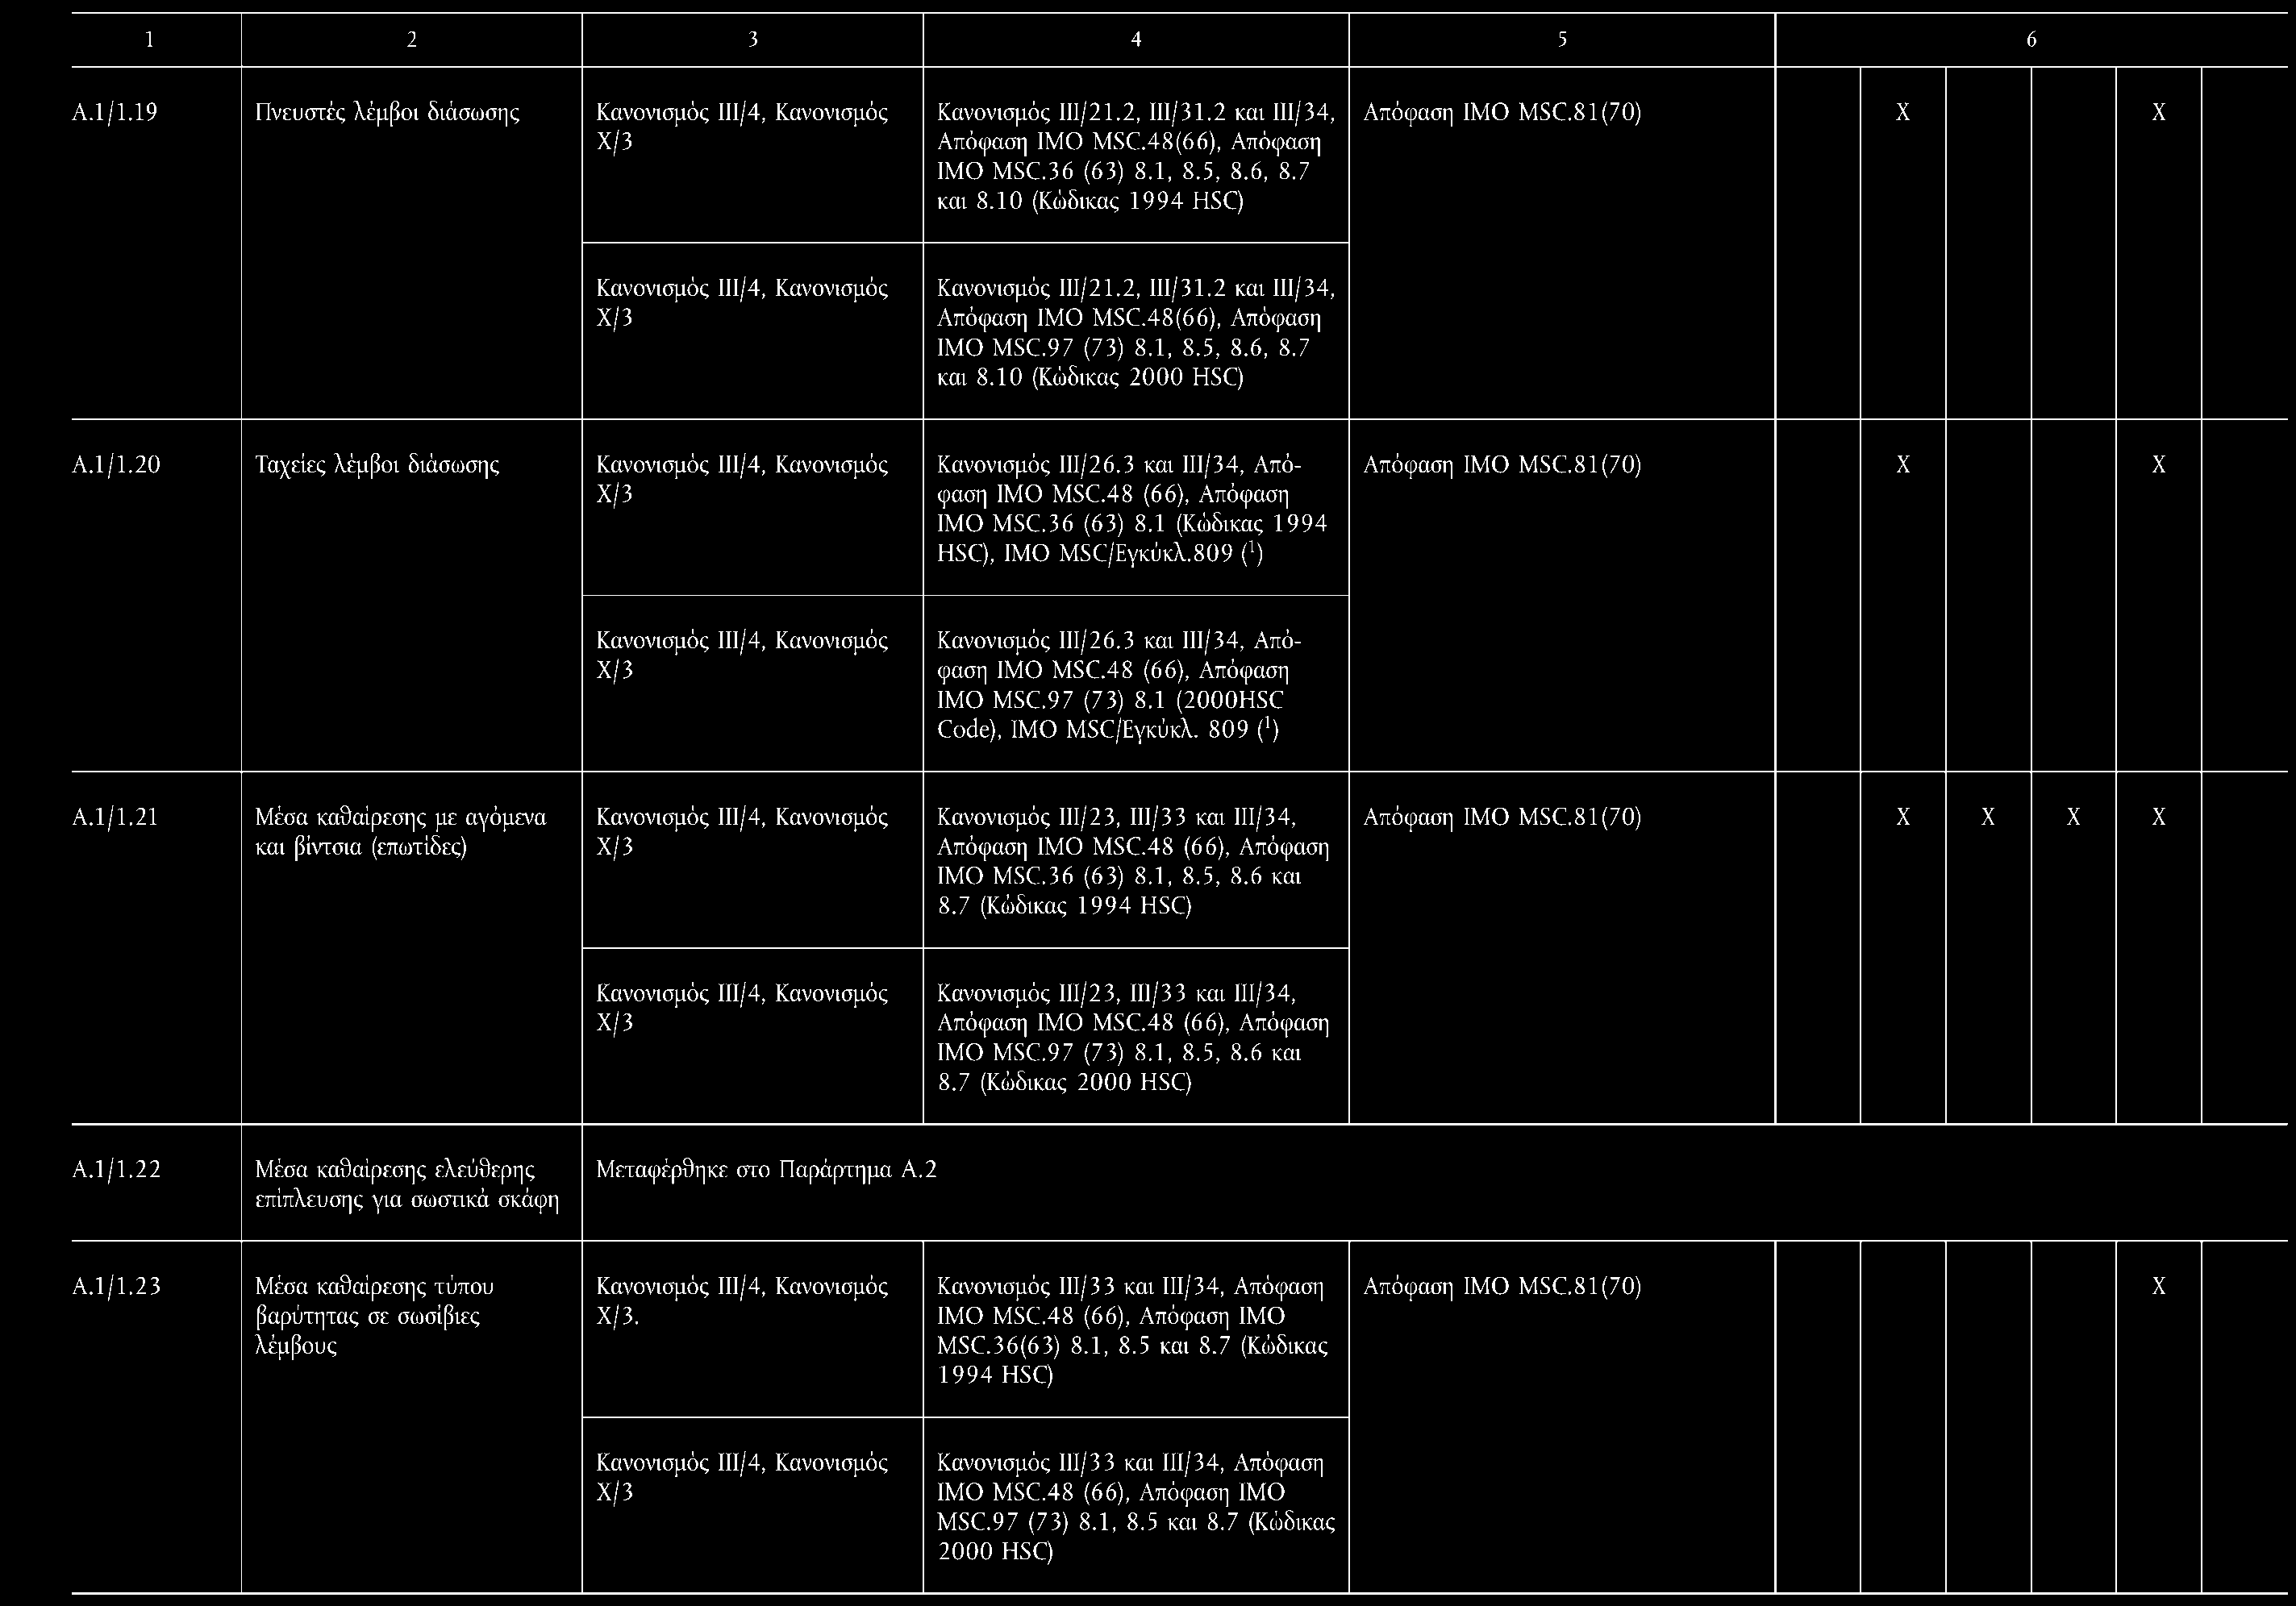 1 2 3 4 5 6
A.1/1.19 Πνευστές λέμβοι διάσωσης Κανονισμός III/4, Κανονισμός Κανονισμός III/21.2, III/31.2 και III/34, Απόφαση IMO MSC.81(70) X X
X/3 Απόφαση IMO MSC.48(66), Απόφαση
IMO MSC.36 (63) 8.1, 8.5, 8.6, 8.7
και 8.10 (Κώδικας 1994 HSC)
Κανονισμός III/4, Κανονισμός Κανονισμός III/21.2, III/31.2 και III/34,
X/3 Απόφαση IMO MSC.48(66), Απόφαση
IMO MSC.97 (73) 8.1, 8.5, 8.6, 8.7
και 8.10 (Κώδικας 2000 HSC)
A.1/1.20 Ταχείες λέμβοι διάσωσης Κανονισμός III/4, Κανονισμός Κανονισμός III/26.3 και III/34, Από- Απόφαση IMO MSC.81(70) X X
X/3 φαση IMO MSC.48 (66), Απόφαση
IMO MSC.36 (63) 8.1 (Κώδικας 1994
HSC), IMO MSC/Εγκύκλ.809 (1)
Κανονισμός III/4, Κανονισμός Κανονισμός III/26.3 και III/34, Από-
X/3 φαση IMO MSC.48 (66), Απόφαση
IMO MSC.97 (73) 8.1 (2000HSC
Code), IMO MSC/Εγκύκλ. 809 (1)
A.1/1.21 Μέσα καθαίρεσης με αγόμενα Κανονισμός III/4, Κανονισμός Κανονισμός III/23, III/33 και III/34, Απόφαση IMO MSC.81(70) X X X X
και βίντσια (επωτίδες) X/3 Απόφαση IMO MSC.48 (66), Απόφαση
IMO MSC.36 (63) 8.1, 8.5, 8.6 και
8.7 (Κώδικας 1994 HSC)
Κανονισμός III/4, Κανονισμός Κανονισμός III/23, III/33 και III/34,
X/3 Απόφαση IMO MSC.48 (66), Απόφαση
IMO MSC.97 (73) 8.1, 8.5, 8.6 και
8.7 (Κώδικας 2000 HSC)
A.1/1.22 Μέσα καθαίρεσης ελεύθερης Μεταφέρθηκε στο Παράρτημα A.2
επίπλευσης για σωστικά σκάφη
A.1/1.23 Μέσα καθαίρεσης τύπου Κανονισμός III/4, Κανονισμός Κανονισμός III/33 και III/34, Απόφαση Απόφαση IMO MSC.81(70) X
βαρύτητας σε σωσίβιες X/3. IMO MSC.48 (66), Απόφαση IMO
λέμβους MSC.36(63) 8.1, 8.5 και 8.7 (Κώδικας
1994 HSC)
Κανονισμός III/4, Κανονισμός Κανονισμός III/33 και III/34, Απόφαση
X/3 IMO MSC.48 (66), Απόφαση IMO
MSC.97 (73) 8.1, 8.5 και 8.7 (Κώδικας
2000 HSC)